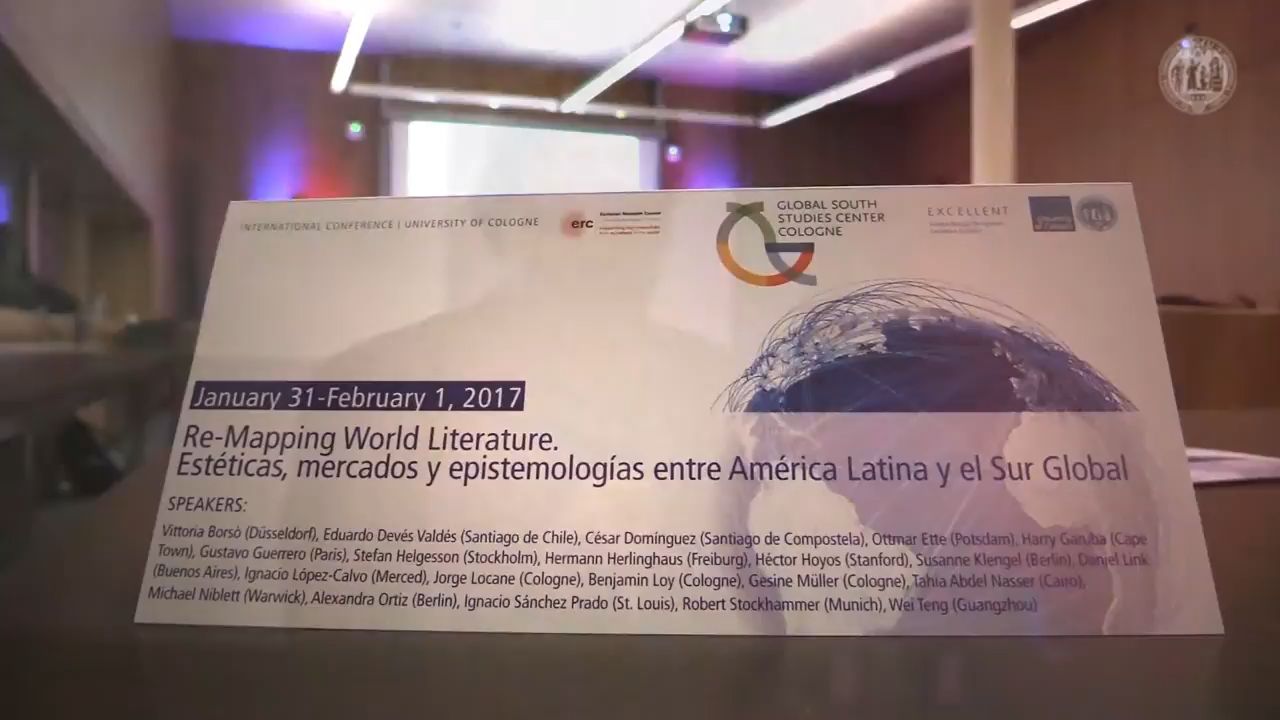 INTERNATIONAL CONFERENCE | UNIVERSITY OF COLOGNE
erc
European Research Council
GLOBAL SOUTH
STUDIES CENTER
COLOGNE
EXCELLENT
January 31-February 1, 2017
Re-Mapping World Literature.
Estéticas, mercados y epistemologías entre América Latina y el Sur Global
SPEAKERS:
Vittoria Borsò (Düsseldorf), Eduardo Devés Valdés (Santiago de Chile), César Domínguez (Santiago de Compostela), Ottmar Ette (Potsdam), Harry Garuba (Cape
Town), Gustavo Guerrero (Paris), Stefan Helgesson (Stockholm), Hermann Herlinghaus (Freiburg), Héctor Hoyos (Stanford), Susanne Klengel (Berlin), Daniel Link
(Buenos Aires), Ignacio López-Calvo (Merced), Jorge Locane (Cologne), Benjamin Loy (Cologne), Gesine Müller (Cologne), Tahia Abdel Nasser (Cairo),
Michael Niblett (Warwick), Alexandra Ortiz (Berlin), Ignacio Sánchez Prado (St. Louis), Robert Stockhammer (Munich), Wei Teng (Guangzhou)